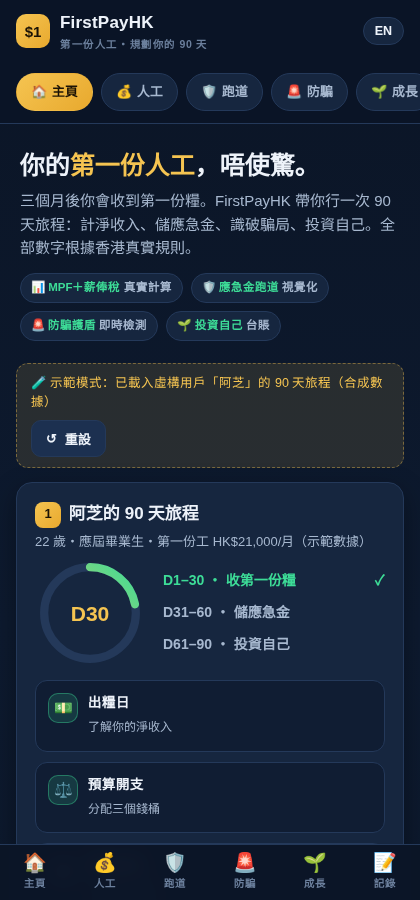 $1
FirstPayHK
第一份人工・規劃你的 90 天
EN
🏠 主頁
💰 人工
🛡️ 跑道
🚨 防騙
🌱 成長
你的第一份人工，唔使驚。
三個月後你會收到第一份糧。FirstPayHK 帶你行一次 90
天旅程：計淨收入、儲應急金、識破騙局、投資自己。全
部數字根據香港真實規則。
📊 MPF＋薪俸稅 真實計算
🛡️ 應急金跑道 視覺化
🚨 防騙護盾 即時檢測
🌱 投資自己 台賬
🧪 示範模式：已載入虛構用戶「阿芝」的 90 天旅程（合成數
據）
↺ 重設
1 阿芝的 90 天旅程
22 歲・應屆畢業生・第一份工 HK$21,000/月（示範數據）
D30
D1–30 ・ 收第一份糧 ✓
D31–60 ・ 儲應急金
D61–90 ・ 投資自己
💵 出糧日
了解你的淨收入
⚖️ 預算開支
分配三個錢桶
🏠 主頁
💰 人工
🛡️ 跑道
🚨 防騙
🌱 成長
📝 記錄